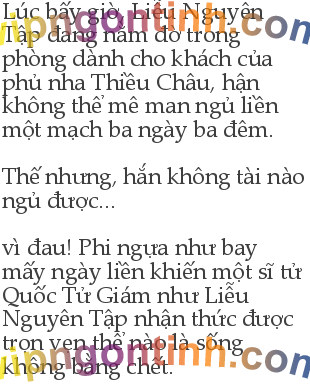 Lúc bấy giờ, Liễu Nguyên
Tập đang nằm đờ trong
phòng dành cho khách của
phủ nha Thiều Châu, hận
không thể mê man ngủ liền
một mạch ba ngày ba đêm.
Thế nhưng, hắn không tài nào
ngủ được...
vì đau! Phi ngựa như bay
mấy ngày liền khiến một sĩ tử
Quốc Tử Giám như Liễu
Nguyên Tập nhận thức được
trọn vẹn thế nào là sống
không bằng chết.
vipngontinh.com